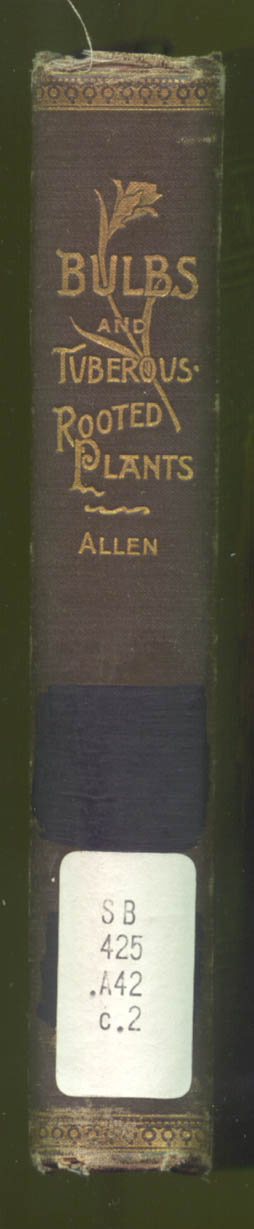 BULBS
AND
TUBEROUS-
ROOTED
PLANTS
ALLEN
SB
425
.A42
c.2